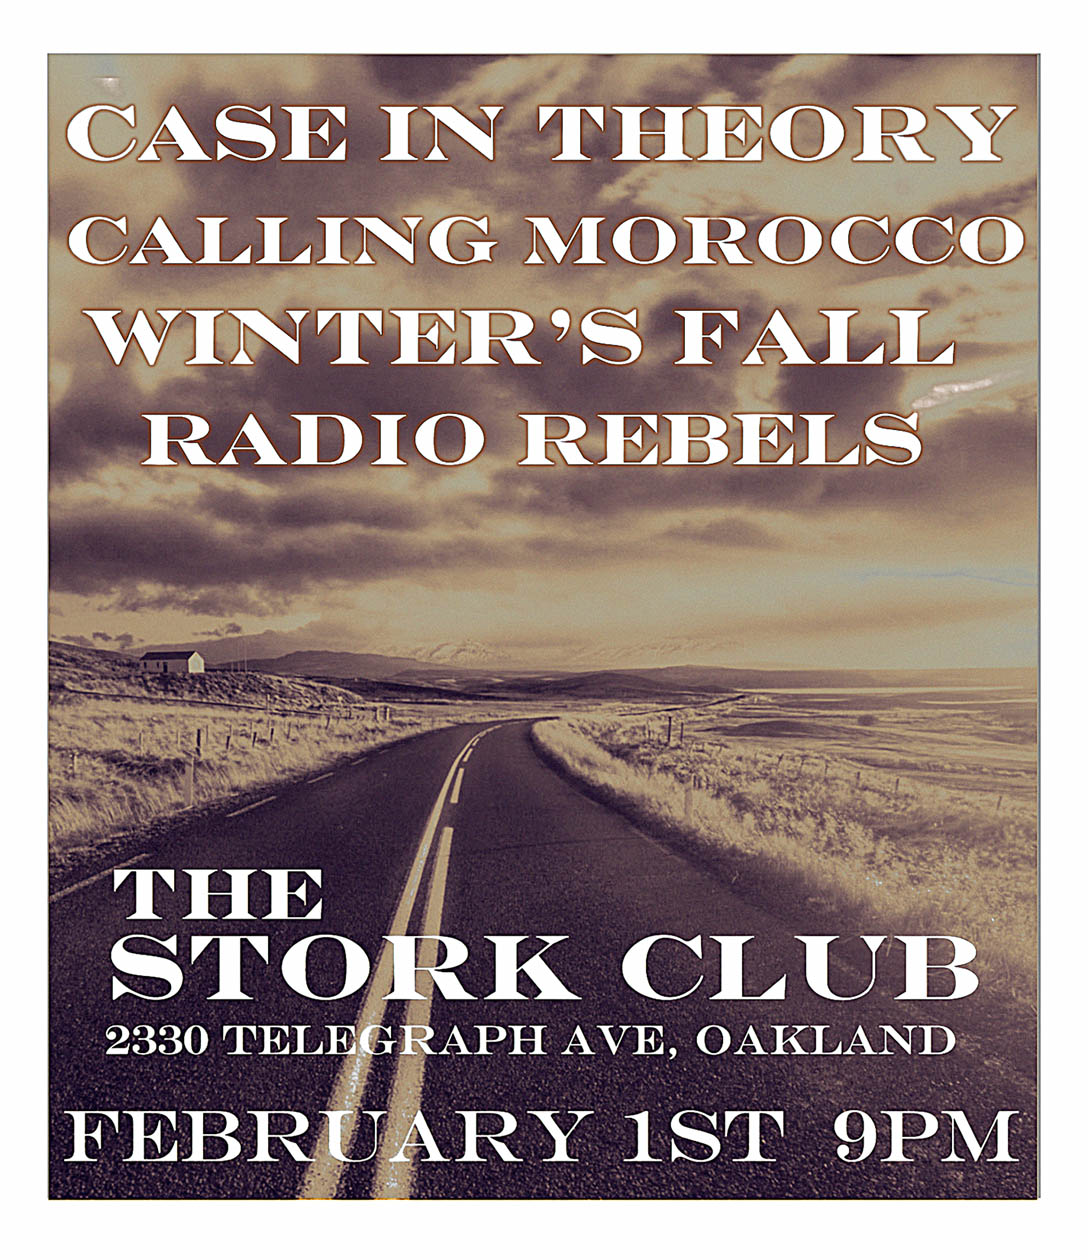 CASE IN THEORY
CALLING MOROCCO
WINTER'S FALL
RADIO REBELS
THE
STORK CLUB
2330 TELEGRAPH AVE, OAKLAND
FEBRUARY 1ST 9PM